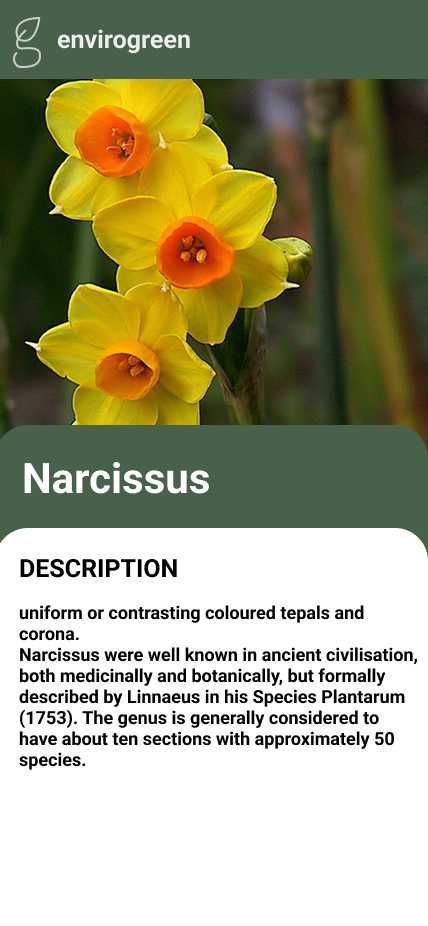 envirogreen
Narcissus
DESCRIPTION
uniform or contrasting coloured tepals and
corona.
Narcissus were well known in ancient civilisation,
both medicinally and botanically, but formally
described by Linnaeus in his Species Plantarum
(1753). The genus is generally considered to
have about ten sections with approximately 50
species.